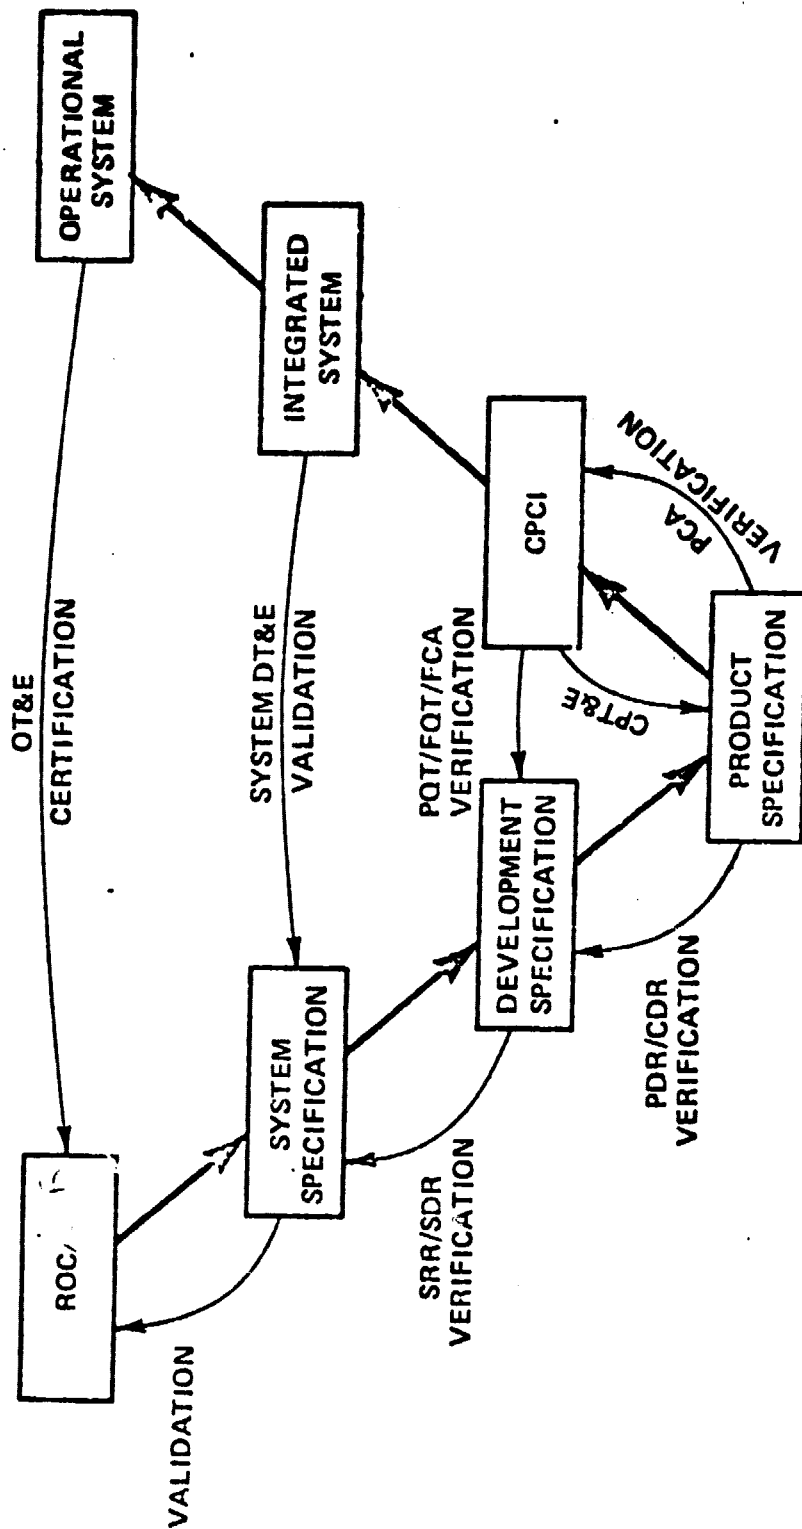 OT&E
CERTIFICATION
OPERATIONAL
SYSTEM
ROC/
VALIDATION
SYSTEM DT&E
VALIDATION
INTEGRATED
SYSTEM
SYSTEM
SPECIFICATION
SRR/SDR
VERIFICATION
PQT/FQT/FCA
VERIFICATION
DEVELOPMENT
SPECIFICATION
CPCI
CPT&E
PCA
VERIFICATION
PDR/CDR
VERIFICATION
PRODUCT
SPECIFICATION